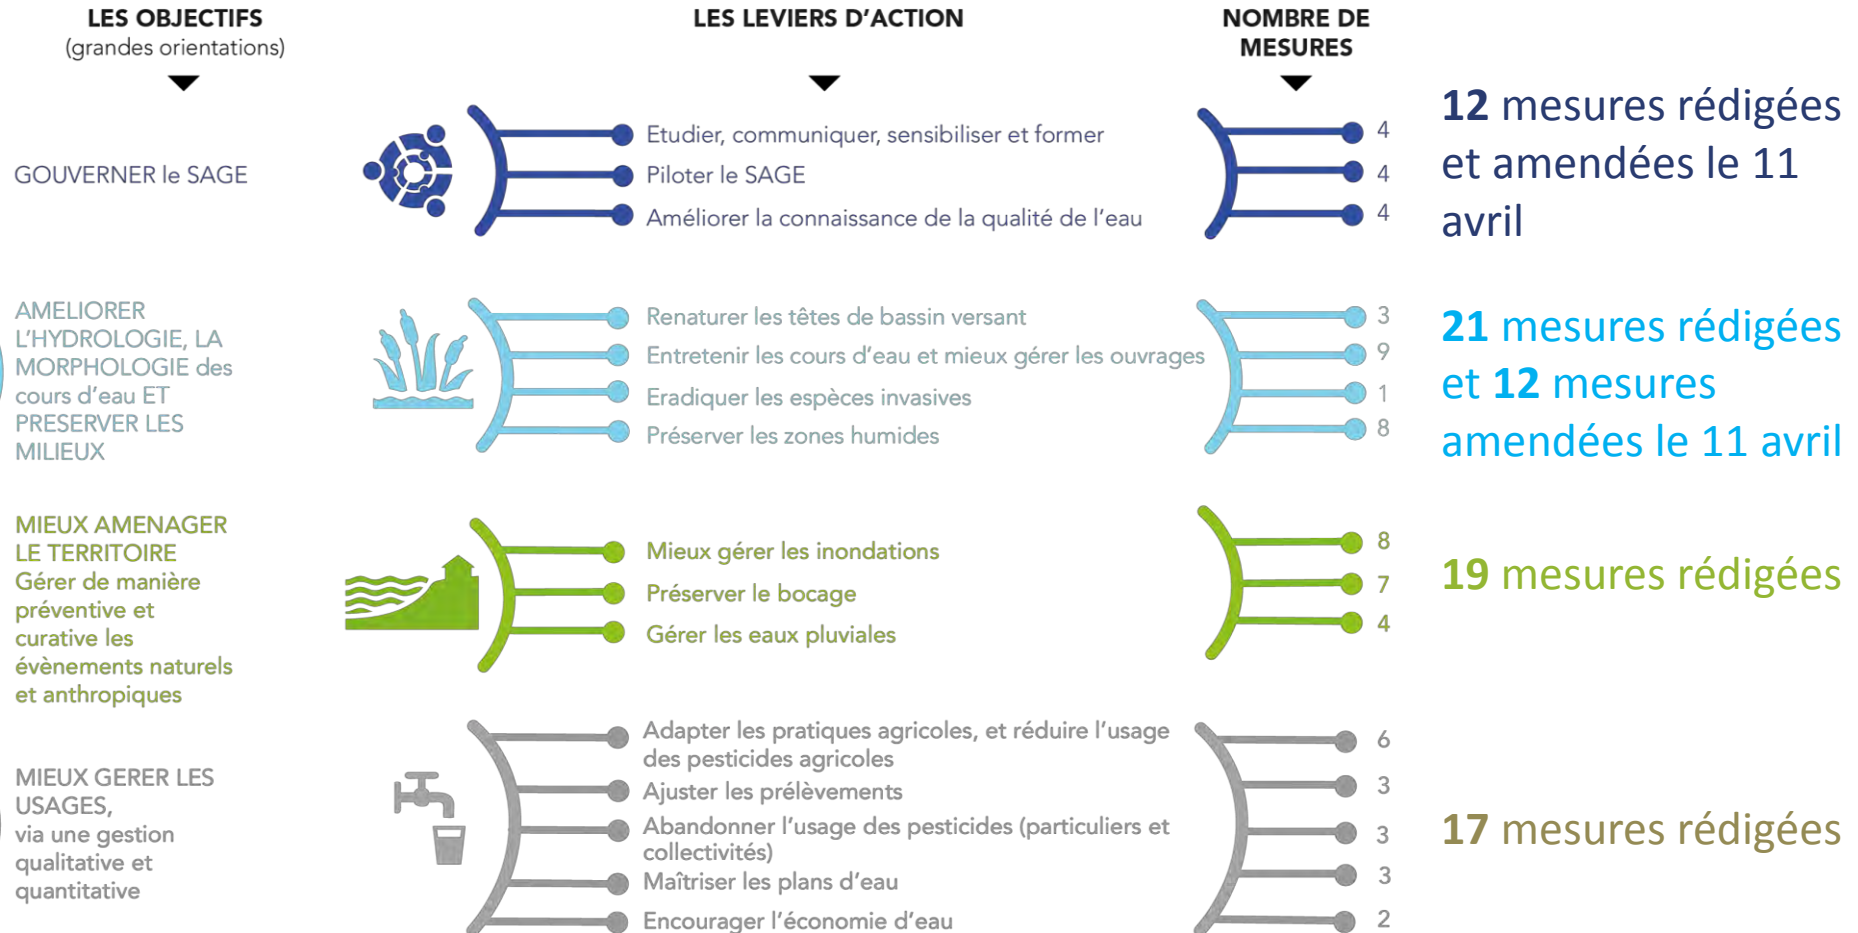 LES OBJECTIFS
(grandes orientations)
LES LEVIERS D’ACTION
NOMBRE DE
MESURES
GOUVERNER le SAGE
Etudier, communiquer, sensibiliser et former
Piloter le SAGE
Améliorer la connaissance de la qualité de l’eau
4
4
4
12 mesures rédigées
et amendées le 11
avril
AMELIORER
L’HYDROLOGIE, LA
MORPHOLOGIE des
cours d’eau ET
PRESERVER LES
MILIEUX
Renaturer les têtes de bassin versant
Entretenir les cours d’eau et mieux gérer les ouvrages
Eradiquer les espèces invasives
Préserver les zones humides
3
9
1
8
21 mesures rédigées
et 12 mesures
amendées le 11 avril
MIEUX AMENAGER
LE TERRITOIRE
Gérer de manière
préventive et
curative les
évènements naturels
et anthropiques
Mieux gérer les inondations
Préserver le bocage
Gérer les eaux pluviales
8
7
4
19 mesures rédigées
MIEUX GERER LES
USAGES,
via une gestion
qualitative et
quantitative
Adapter les pratiques agricoles, et réduire l’usage
des pesticides agricoles
Ajuster les prélèvements
Abandonner l’usage des pesticides (particuliers et
collectivités)
Maîtriser les plans d’eau
Encourager l’économie d’eau
6
3
3
3
2
17 mesures rédigées